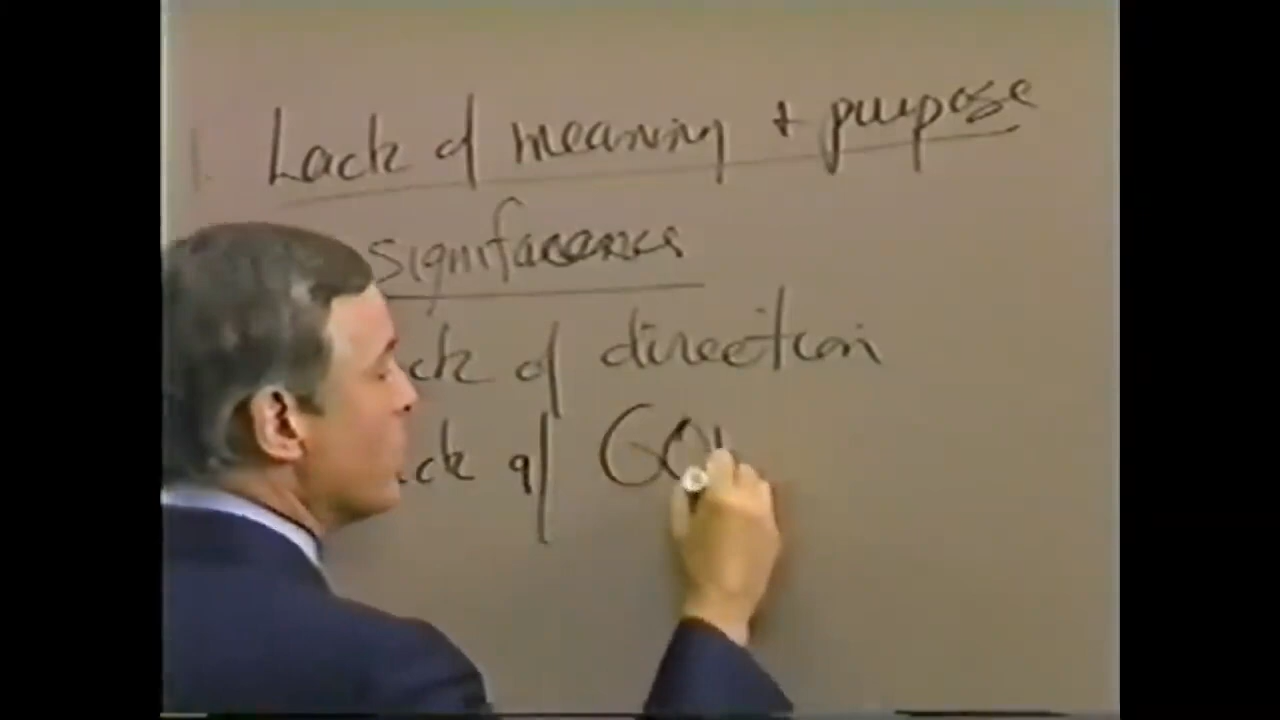 Lack of meaning + purpose
significance
ck of direction
ck of GO